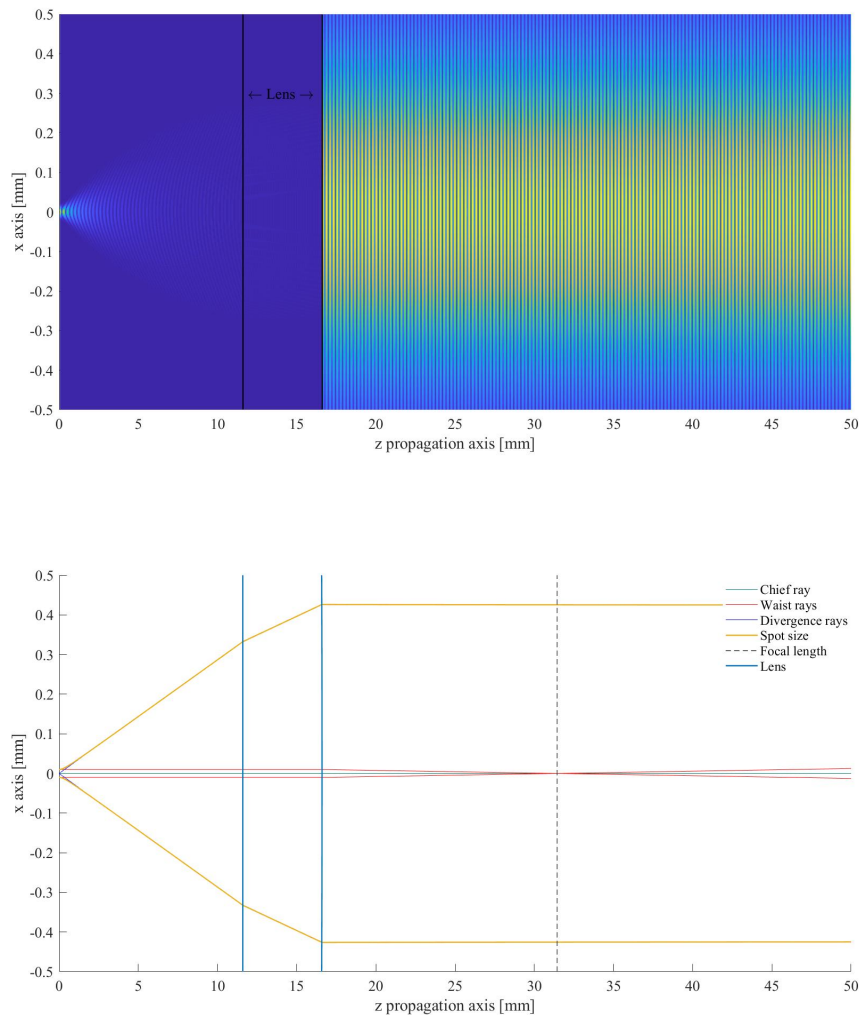 0.5
0.4
0.3
0.2
0.1
0
-0.1
-0.2
-0.3
-0.4
-0.5
x axis [mm]
← Lens →
0 5 10 15 20 25 30 35 40 45 50
z propagation axis [mm]
0.5
0.4
0.3
0.2
0.1
0
-0.1
-0.2
-0.3
-0.4
-0.5
x axis [mm]
Chief ray
Waist rays
Divergence rays
Spot size
Focal length
Lens
0 5 10 15 20 25 30 35 40 45 50
z propagation axis [mm]